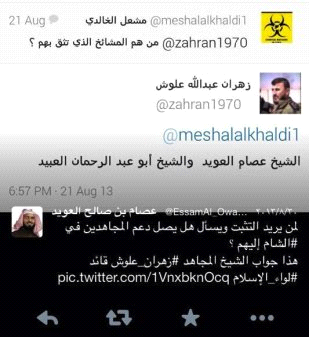 مشعل الخالدي @meshalalkhaldi1 21 Aug
@zahran1970 من هم المشائخ الذي تثق بهم ؟
زهران عبدالله علوش
@zahran1970
@meshalalkhaldi1
الشيخ عصام العويد والشيخ أبو عبد الرحمان العبيد
6:57 PM · 21 Aug 13
عصام بن صالح العويد @EssamAl_Owa... ٢٠١٣/٨/٣٠
لمن يريد التثبت ويسأل هل يصل دعم المجاهدين في
#الشام إليهم ؟
هذا جواب الشيخ المجاهد #زهران_علوش قائد
#لواء_الإسلام pic.twitter.com/1VnxbknOcq